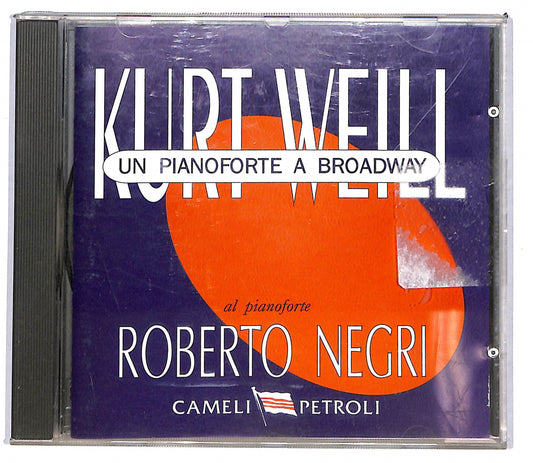 KURT WEILL
UN PIANOFORTE A BROADWAY
al pianoforte
ROBERTO NEGRI
CAMELI PETROLI